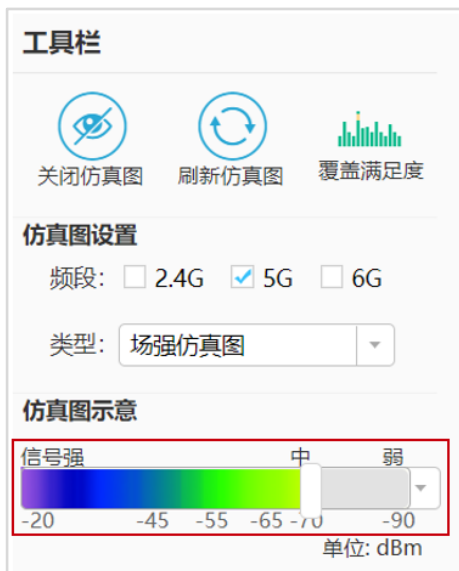 工具栏
关闭仿真图 刷新仿真图 覆盖满足度
仿真图设置
频段: 2.4G 5G 6G
类型: 场强仿真图
仿真图示意
信号强 中 弱
-20 -45 -55 -65 -70 -90
单位: dBm